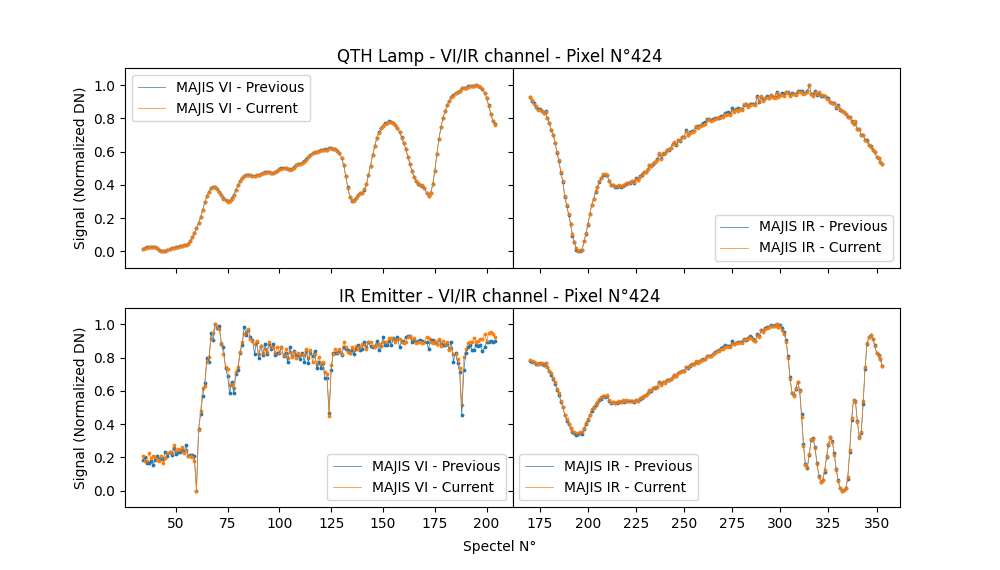 QTH Lamp - VI/IR channel - Pixel N°424
Signal (Normalized DN)
1.0
0.8
0.6
0.4
0.2
0.0
MAJIS VI - Previous
MAJIS VI - Current
MAJIS IR - Previous
MAJIS IR - Current
IR Emitter - VI/IR channel - Pixel N°424
Signal (Normalized DN)
1.0
0.8
0.6
0.4
0.2
0.0
MAJIS VI - Previous
MAJIS VI - Current
MAJIS IR - Previous
MAJIS IR - Current
50 75 100 125 150 175 200 175 200 225 250 275 300 325 350
Spectel N°